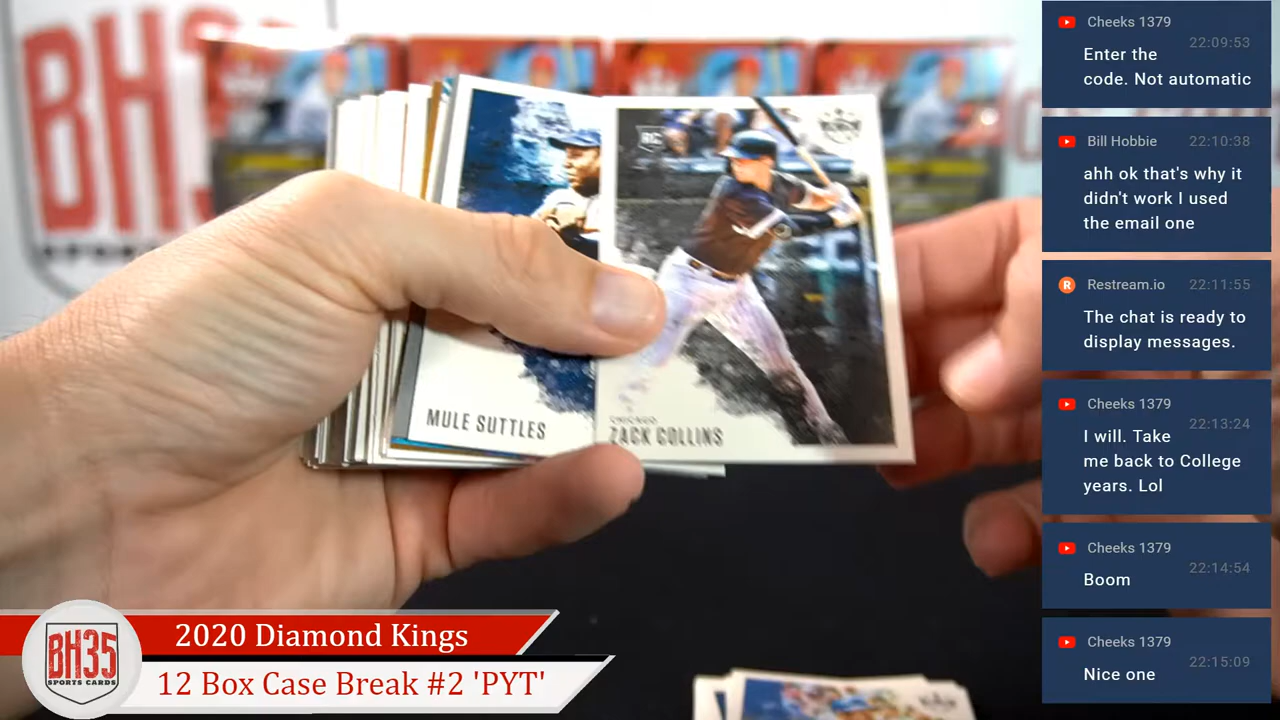 BH3
RC
MULE SUTTLES
CHICAGO
ZACK COLLINS
BH35
SPORTS CARDS
2020 Diamond Kings
12 Box Case Break #2 'PYT'
Cheeks 1379
22:09:53
Enter the
code. Not automatic
Bill Hobbie
22:10:38
ahh ok that's why it
didn't work I used
the email one
R
Restream.io
22:11:55
The chat is ready to
display messages.
Cheeks 1379
22:13:24
I will. Take
me back to College
years. Lol
Cheeks 1379
22:14:54
Boom
Cheeks 1379
22:15:09
Nice one